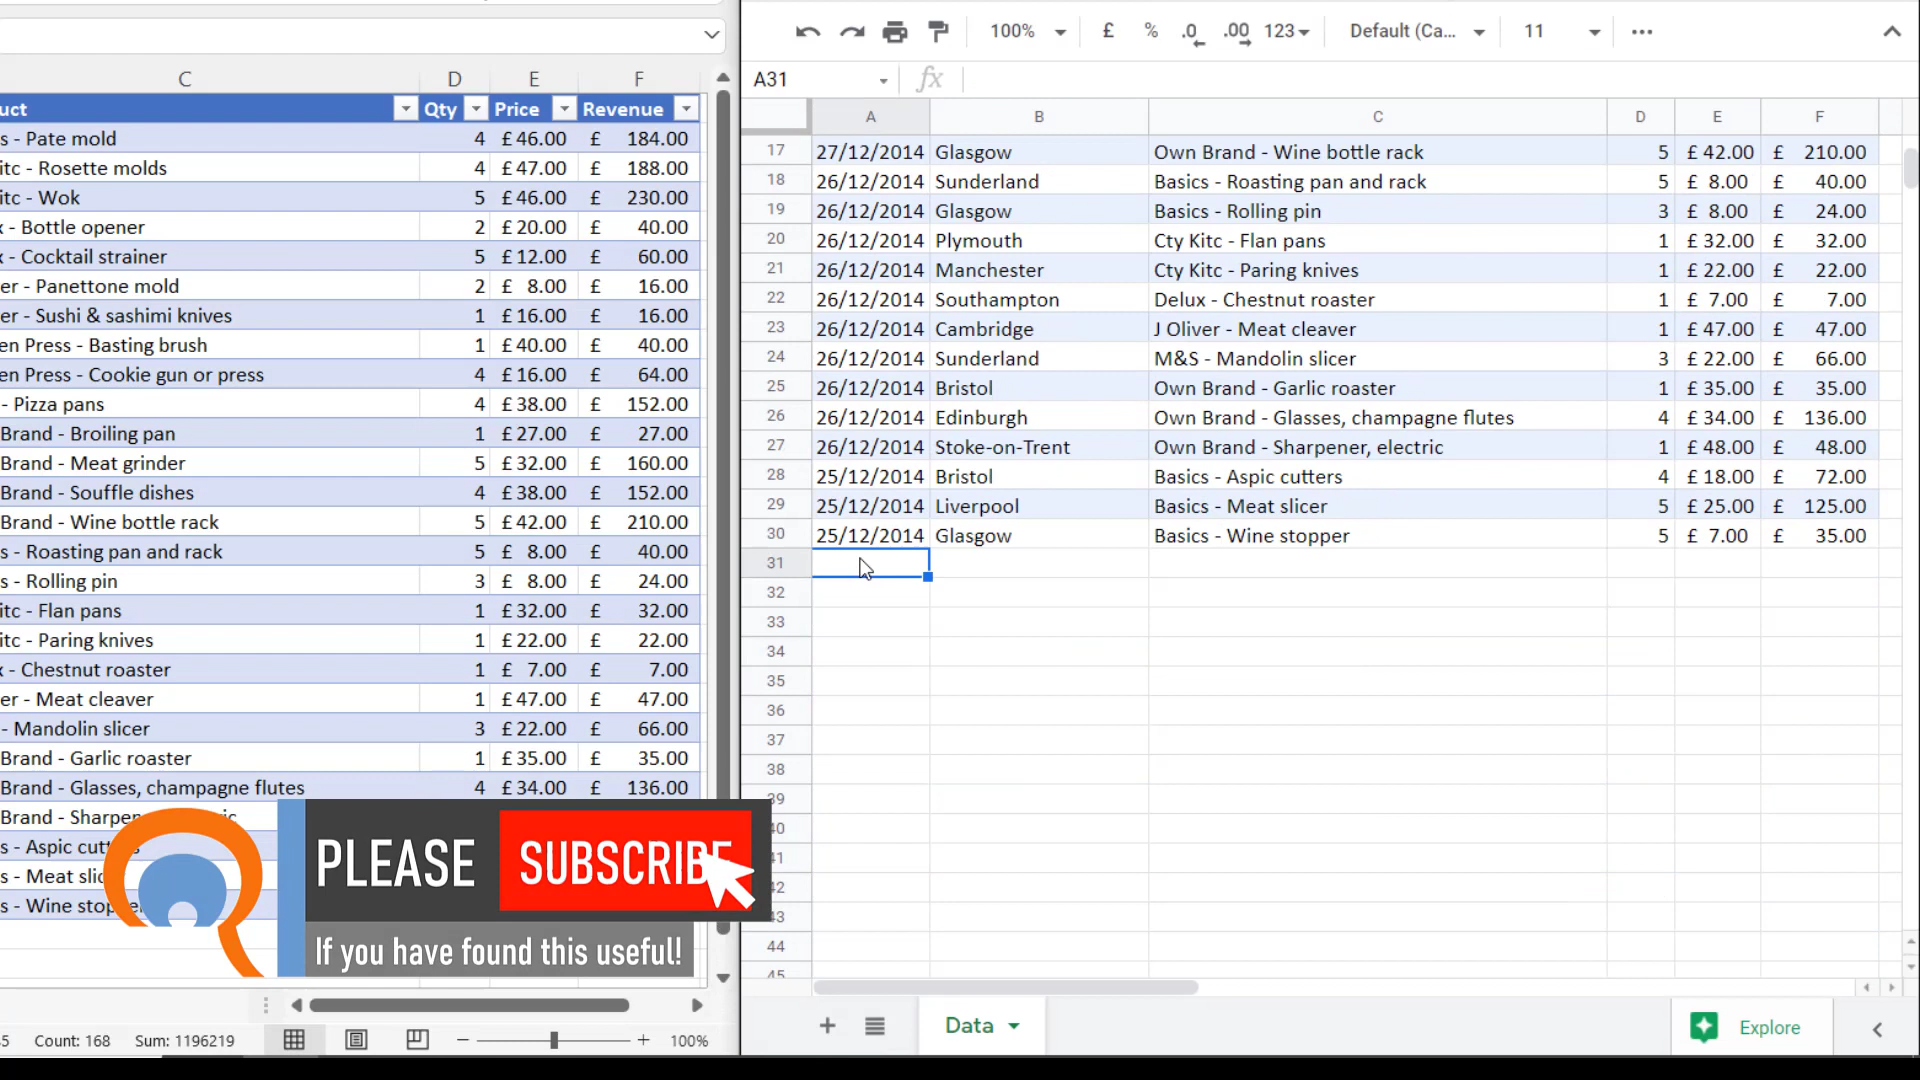 C D E F
uct Qty Price Revenue
s - Pate mold 4 £ 46.00 £ 184.00
itc - Rosette molds 4 £ 47.00 £ 188.00
itc - Wok 5 £ 46.00 £ 230.00
x - Bottle opener 2 £ 20.00 £ 40.00
x - Cocktail strainer 5 £ 12.00 £ 60.00
er - Panettone mold 2 £ 8.00 £ 16.00
er - Sushi & sashimi knives 1 £ 16.00 £ 16.00
en Press - Basting brush 1 £ 40.00 £ 40.00
en Press - Cookie gun or press 4 £ 16.00 £ 64.00
- Pizza pans 4 £ 38.00 £ 152.00
Brand - Broiling pan 1 £ 27.00 £ 27.00
Brand - Meat grinder 5 £ 32.00 £ 160.00
Brand - Souffle dishes 4 £ 38.00 £ 152.00
Brand - Wine bottle rack 5 £ 42.00 £ 210.00
s - Roasting pan and rack 5 £ 8.00 £ 40.00
s - Rolling pin 3 £ 8.00 £ 24.00
itc - Flan pans 1 £ 32.00 £ 32.00
itc - Paring knives 1 £ 22.00 £ 22.00
x - Chestnut roaster 1 £ 7.00 £ 7.00
er - Meat cleaver 1 £ 47.00 £ 47.00
- Mandolin slicer 3 £ 22.00 £ 66.00
Brand - Garlic roaster 1 £ 35.00 £ 35.00
Brand - Glasses, champagne flutes 4 £ 34.00 £ 136.00
Brand - Sharpen
s - Aspic cutt
s - Meat slic
s - Wine stopper
PLEASE SUBSCRIBE
If you have found this useful!
Count: 168 Sum: 1196219 100%
100% £ % .0 .00 123 Default (Ca... 11
A31 fx
A B C D E F
17 27/12/2014 Glasgow Own Brand - Wine bottle rack 5 £ 42.00 £ 210.00
18 26/12/2014 Sunderland Basics - Roasting pan and rack 5 £ 8.00 £ 40.00
19 26/12/2014 Glasgow Basics - Rolling pin 3 £ 8.00 £ 24.00
20 26/12/2014 Plymouth Cty Kitc - Flan pans 1 £ 32.00 £ 32.00
21 26/12/2014 Manchester Cty Kitc - Paring knives 1 £ 22.00 £ 22.00
22 26/12/2014 Southampton Delux - Chestnut roaster 1 £ 7.00 £ 7.00
23 26/12/2014 Cambridge J Oliver - Meat cleaver 1 £ 47.00 £ 47.00
24 26/12/2014 Sunderland M&S - Mandolin slicer 3 £ 22.00 £ 66.00
25 26/12/2014 Bristol Own Brand - Garlic roaster 1 £ 35.00 £ 35.00
26 26/12/2014 Edinburgh Own Brand - Glasses, champagne flutes 4 £ 34.00 £ 136.00
27 26/12/2014 Stoke-on-Trent Own Brand - Sharpener, electric 1 £ 48.00 £ 48.00
28 25/12/2014 Bristol Basics - Aspic cutters 4 £ 18.00 £ 72.00
29 25/12/2014 Liverpool Basics - Meat slicer 5 £ 25.00 £ 125.00
30 25/12/2014 Glasgow Basics - Wine stopper 5 £ 7.00 £ 35.00
31
32
33
34
35
36
37
38
39
40
41
42
43
44
45
Data Explore